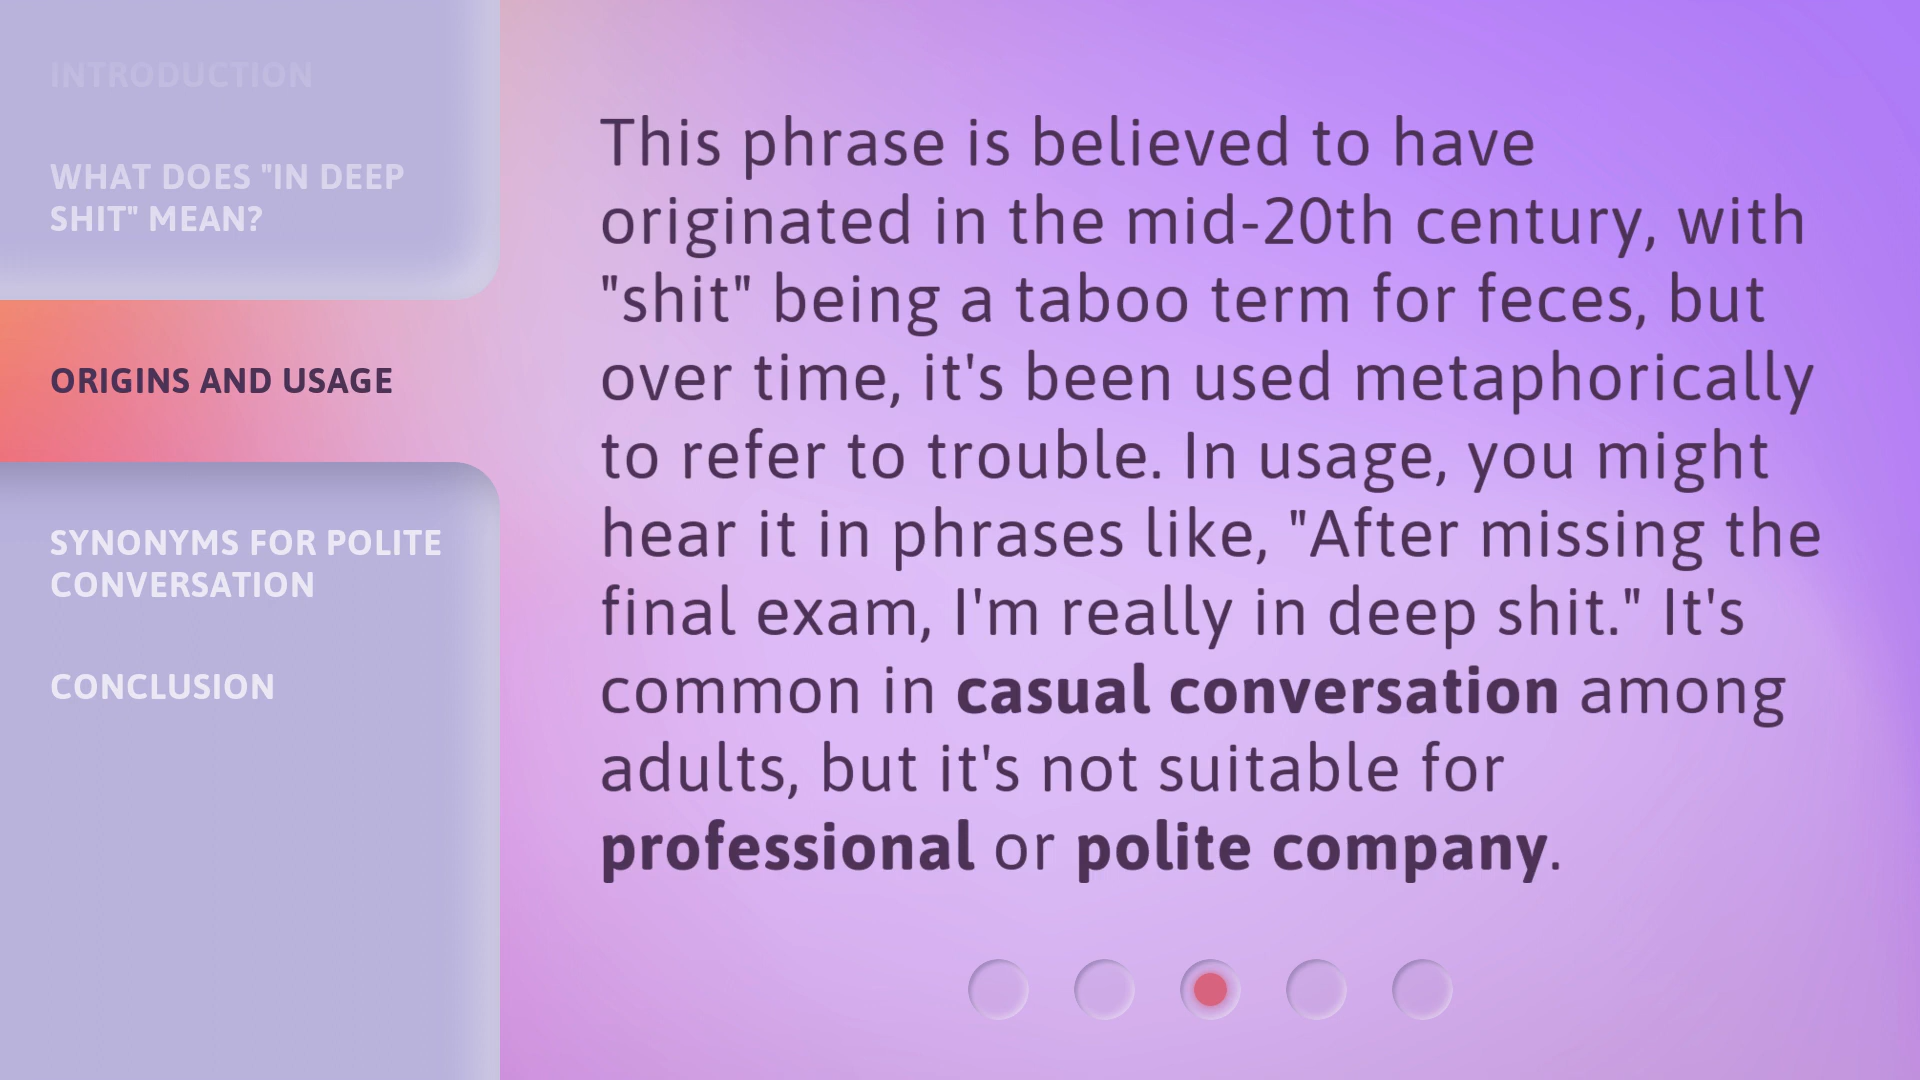 INTRODUCTION
WHAT DOES "IN DEEP
SHIT" MEAN?
ORIGINS AND USAGE
SYNONYMS FOR POLITE
CONVERSATION
CONCLUSION
This phrase is believed to have
originated in the mid-20th century, with
"shit" being a taboo term for feces, but
over time, it's been used metaphorically
to refer to trouble. In usage, you might
hear it in phrases like, "After missing the
final exam, I'm really in deep shit." It's
common in casual conversation among
adults, but it's not suitable for
professional or polite company.